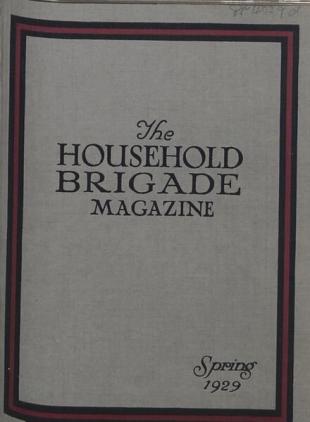 The
HOUSEHOLD
BRIGADE
MAGAZINE
Spring
1929